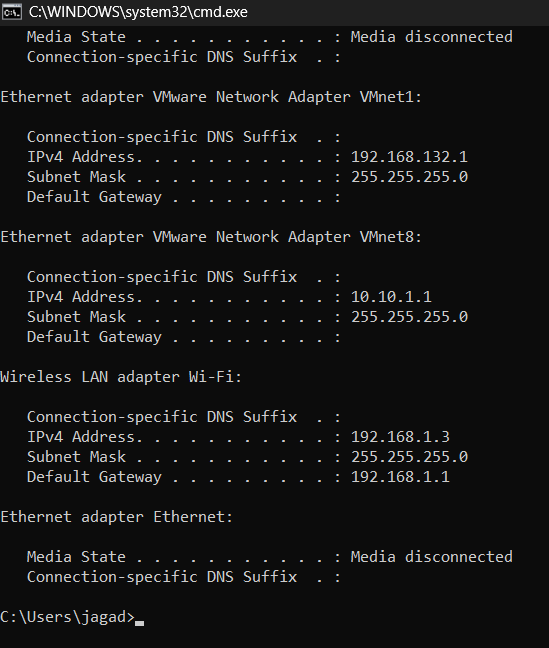 C:\WINDOWS\system32\cmd.exe
   Media State . . . . . . . . . . . : Media disconnected
   Connection-specific DNS Suffix  . :
Ethernet adapter VMware Network Adapter VMnet1:
   Connection-specific DNS Suffix  . :
   IPv4 Address. . . . . . . . . . . : 192.168.132.1
   Subnet Mask . . . . . . . . . . . : 255.255.255.0
   Default Gateway . . . . . . . . . :
Ethernet adapter VMware Network Adapter VMnet8:
   Connection-specific DNS Suffix  . :
   IPv4 Address. . . . . . . . . . . : 10.10.1.1
   Subnet Mask . . . . . . . . . . . : 255.255.255.0
   Default Gateway . . . . . . . . . :
Wireless LAN adapter Wi-Fi:
   Connection-specific DNS Suffix  . :
   IPv4 Address. . . . . . . . . . . : 192.168.1.3
   Subnet Mask . . . . . . . . . . . : 255.255.255.0
   Default Gateway . . . . . . . . . : 192.168.1.1
Ethernet adapter Ethernet:
   Media State . . . . . . . . . . . : Media disconnected
   Connection-specific DNS Suffix  . :
C:\Users\jagad>